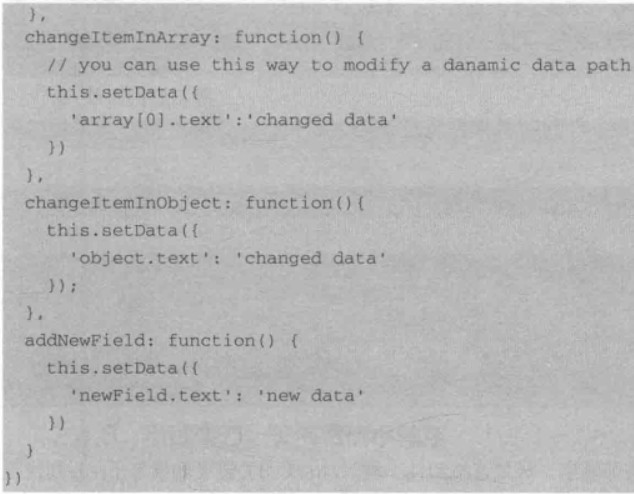 },
changeItemInArray: function() {
// you can use this way to modify a danamic data path
this.setData({
'array[0].text':'changed data'
})
},
changeItemInObject: function(){
this.setData({
'object.text': 'changed data'
});
},
addNewField: function() {
this.setData({
'newField.text': 'new data'
})
}
})